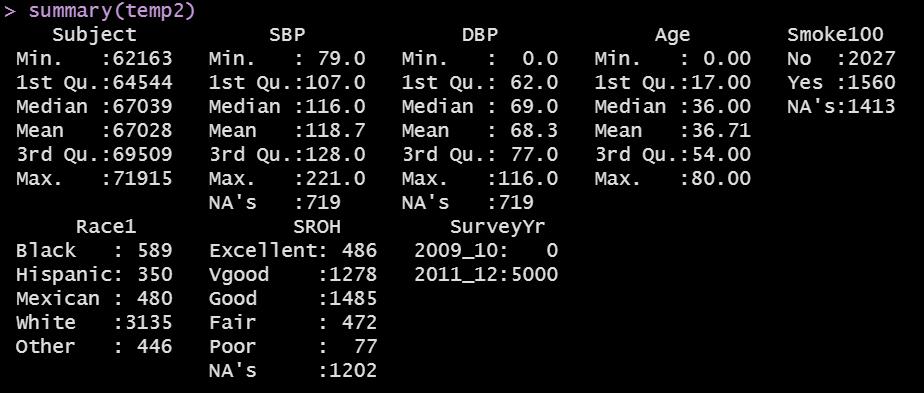 > summary(temp2)
    Subject           SBP             DBP             Age        Smoke100
 Min.   :62163   Min.   : 79.0   Min.   :  0.0   Min.   : 0.00   No  :2027
 1st Qu.:64544   1st Qu.:107.0   1st Qu.: 62.0   1st Qu.:17.00   Yes :1560
 Median :67039   Median :116.0   Median : 69.0   Median :36.00   NA's:1413
 Mean   :67028   Mean   :118.7   Mean   : 68.3   Mean   :36.71
 3rd Qu.:69509   3rd Qu.:128.0   3rd Qu.: 77.0   3rd Qu.:54.00
 Max.   :71915   Max.   :221.0   Max.   :116.0   Max.   :80.00
                 NA's   :719     NA's   :719
      Race1             SROH         SurveyYr
 Black   : 589   Excellent: 486   2009_10:   0
 Hispanic: 350   Vgood    :1278   2011_12:5000
 Mexican : 480   Good     :1485
 White   :3135   Fair     : 472
 Other   : 446   Poor     :  77
                 NA's     :1202